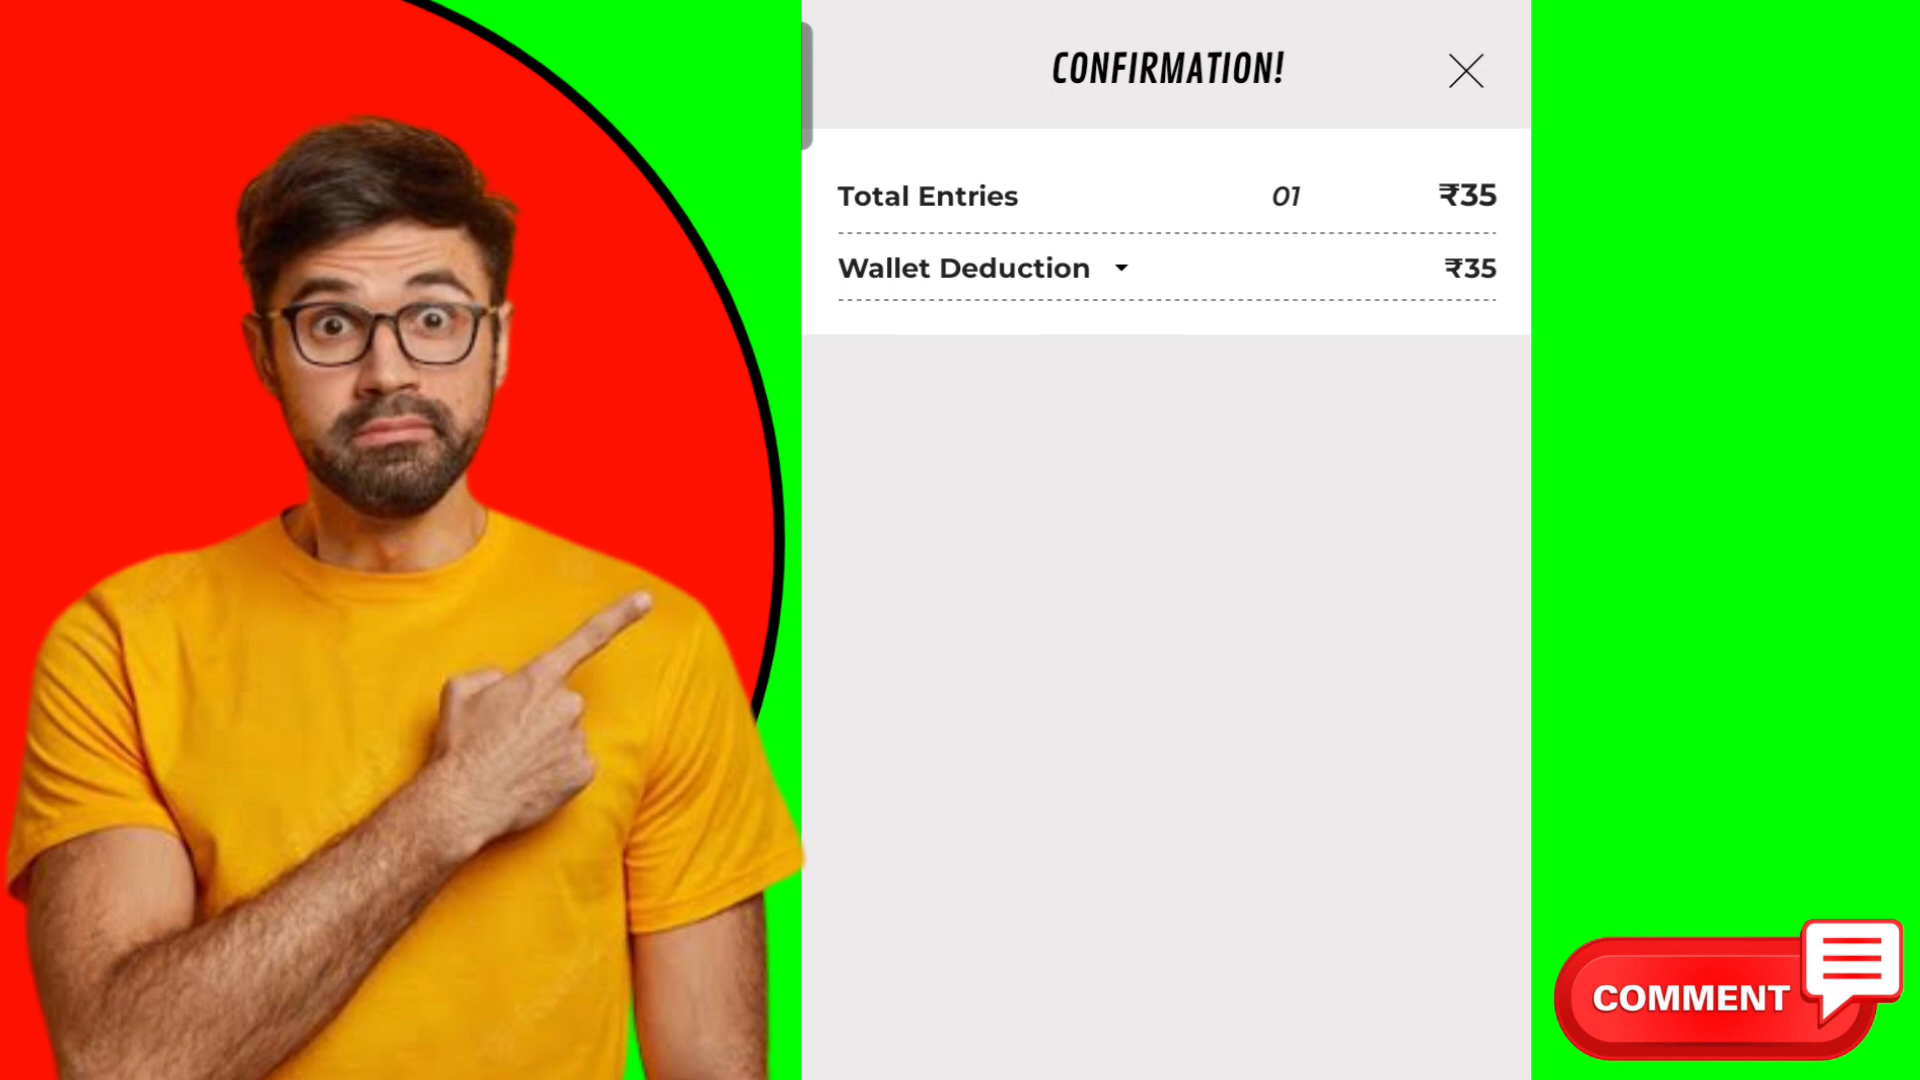 CONFIRMATION!
Total Entries 01 ₹35
Wallet Deduction ₹35
COMMENT